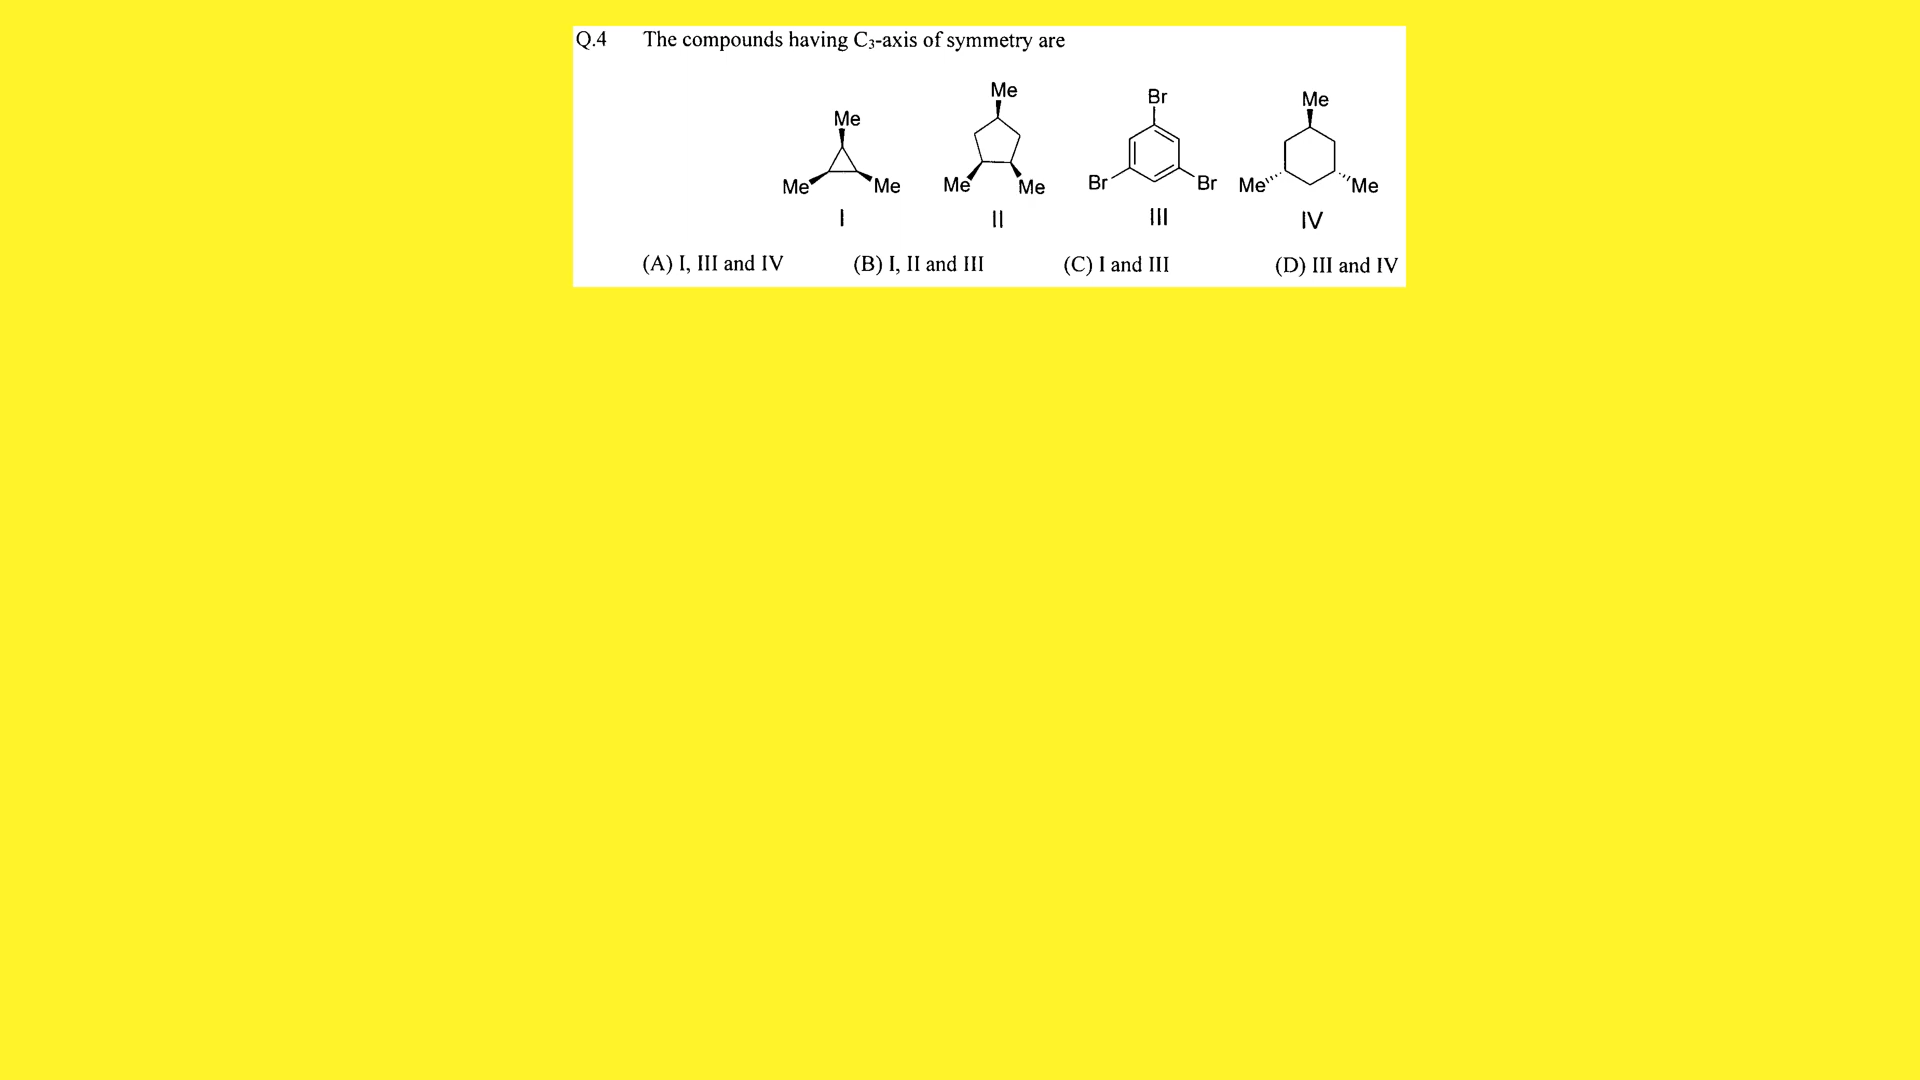 Q.4 The compounds having C₃-axis of symmetry are
Me Me Br Me
Me Me Me Me Br Br Me Me
I II III IV
(A) I, III and IV (B) I, II and III (C) I and III (D) III and IV